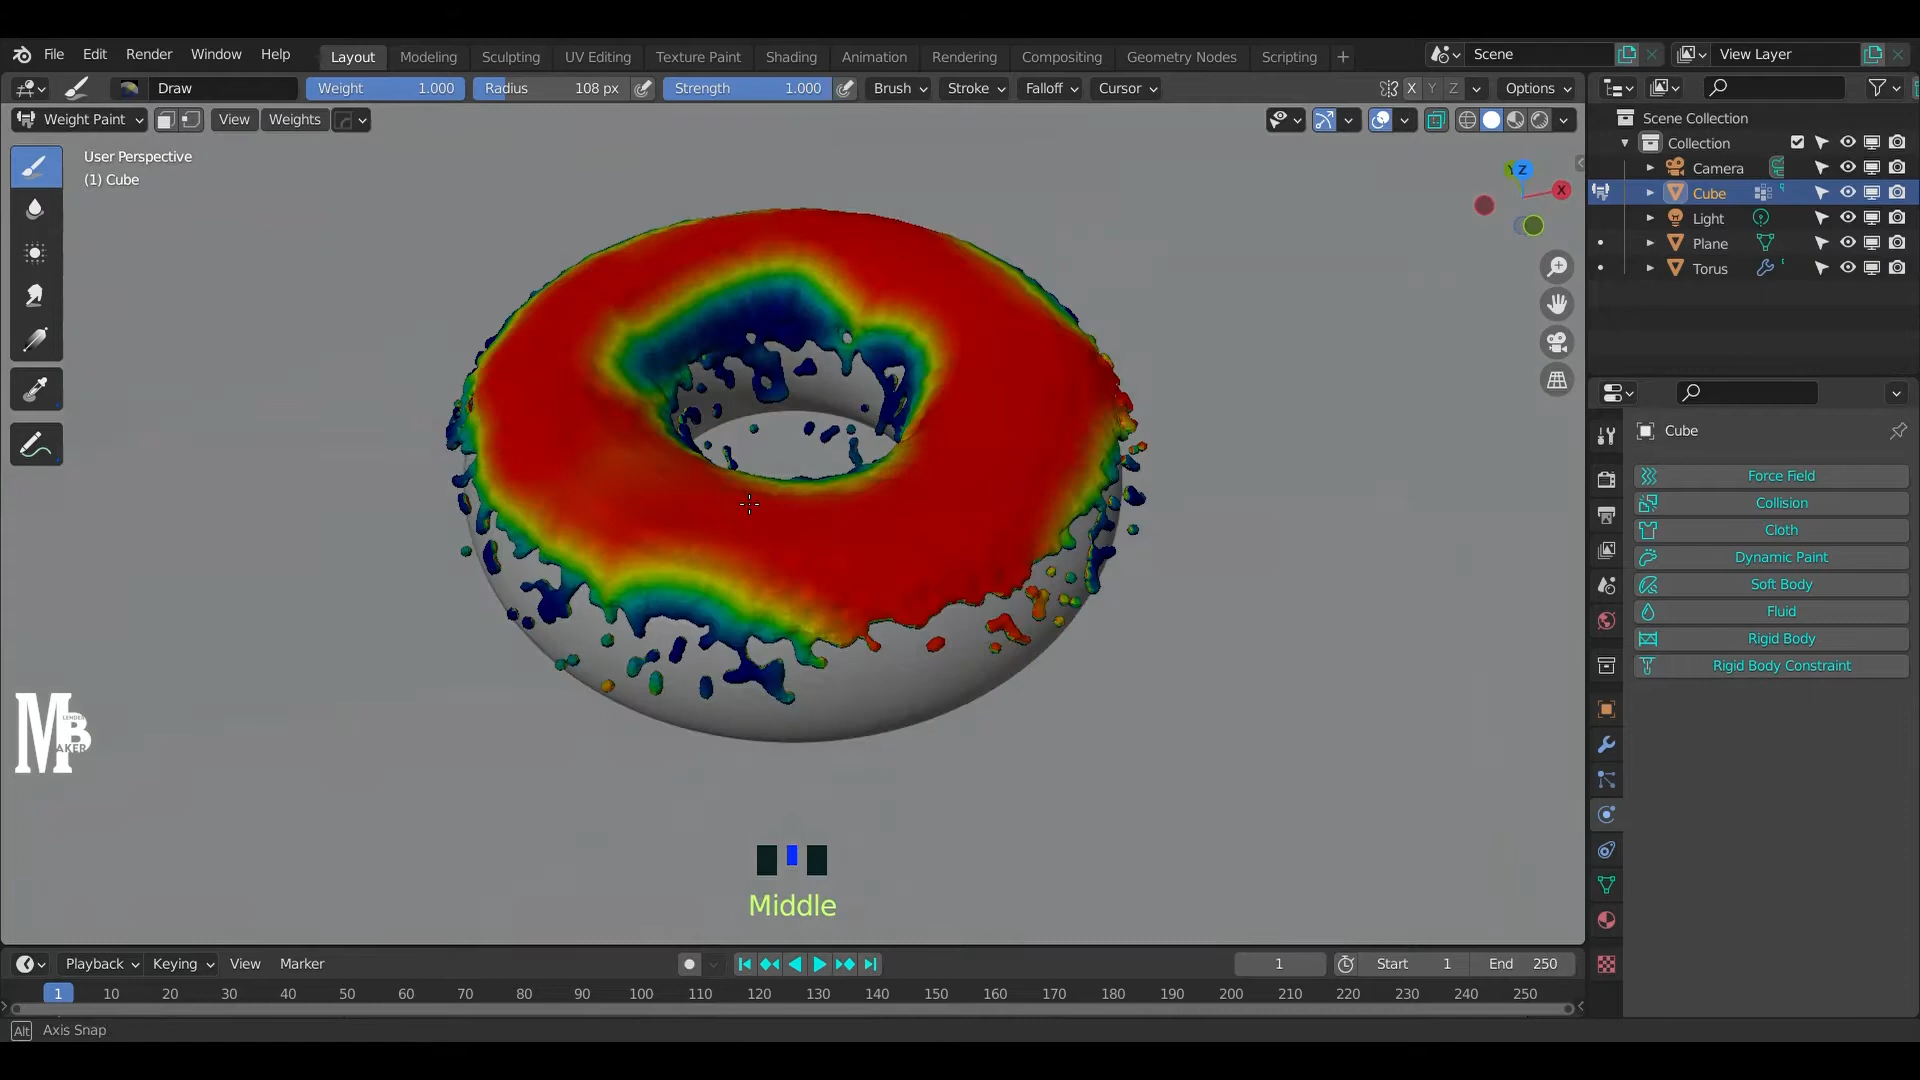 File Edit Render Window Help Layout Modeling Sculpting UV Editing Texture Paint Shading Animation Rendering Compositing Geometry Nodes Scripting + Scene View Layer
Draw Weight 1.000 Radius 108 px Strength 1.000 Brush Stroke Falloff Cursor X Y Z Options
Weight Paint View Weights
Scene Collection
Collection
Camera
Cube
Light
Plane
Torus
User Perspective
(1) Cube
Y Z X
Cube
Force Field
Collision
Cloth
Dynamic Paint
Soft Body
Fluid
Rigid Body
Rigid Body Constraint
M
B
LENDER
AKER
Middle
Playback Keying View Marker 1 Start 1 End 250
1 10 20 30 40 50 60 70 80 90 100 110 120 130 140 150 160 170 180 190 200 210 220 230 240 250
Alt Axis Snap